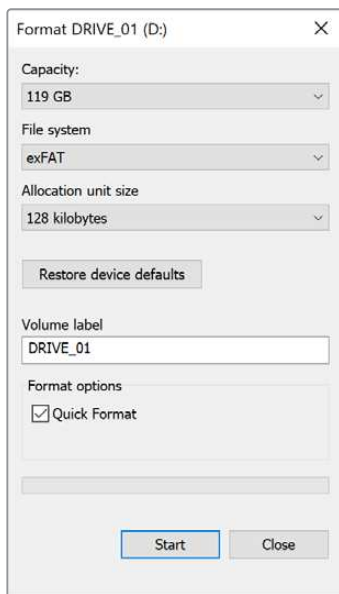 Format DRIVE_01 (D:)
Capacity:
119 GB
File system
exFAT
Allocation unit size
128 kilobytes
Restore device defaults
Volume label
DRIVE_01
Format options
Quick Format
Start Close